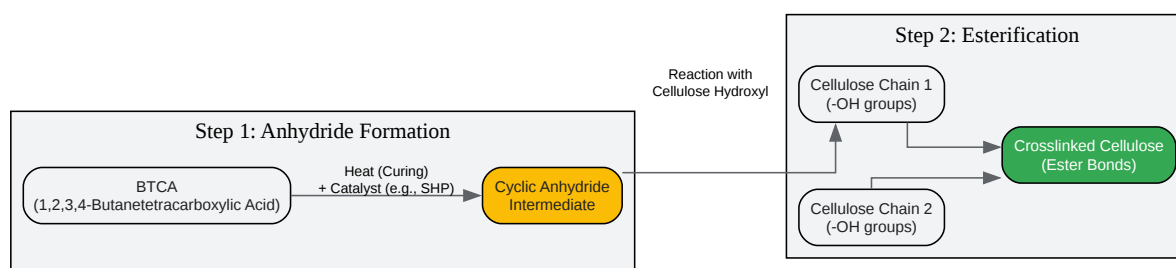 Step 1: Anhydride Formation
BTCA
(1,2,3,4-Butanetetracarboxylic Acid)
Heat (Curing)
+ Catalyst (e.g., SHP)
Cyclic Anhydride
Intermediate
Reaction with
Cellulose Hydroxyl
Step 2: Esterification
Cellulose Chain 1
(-OH groups)
Cellulose Chain 2
(-OH groups)
Crosslinked Cellulose
(Ester Bonds)